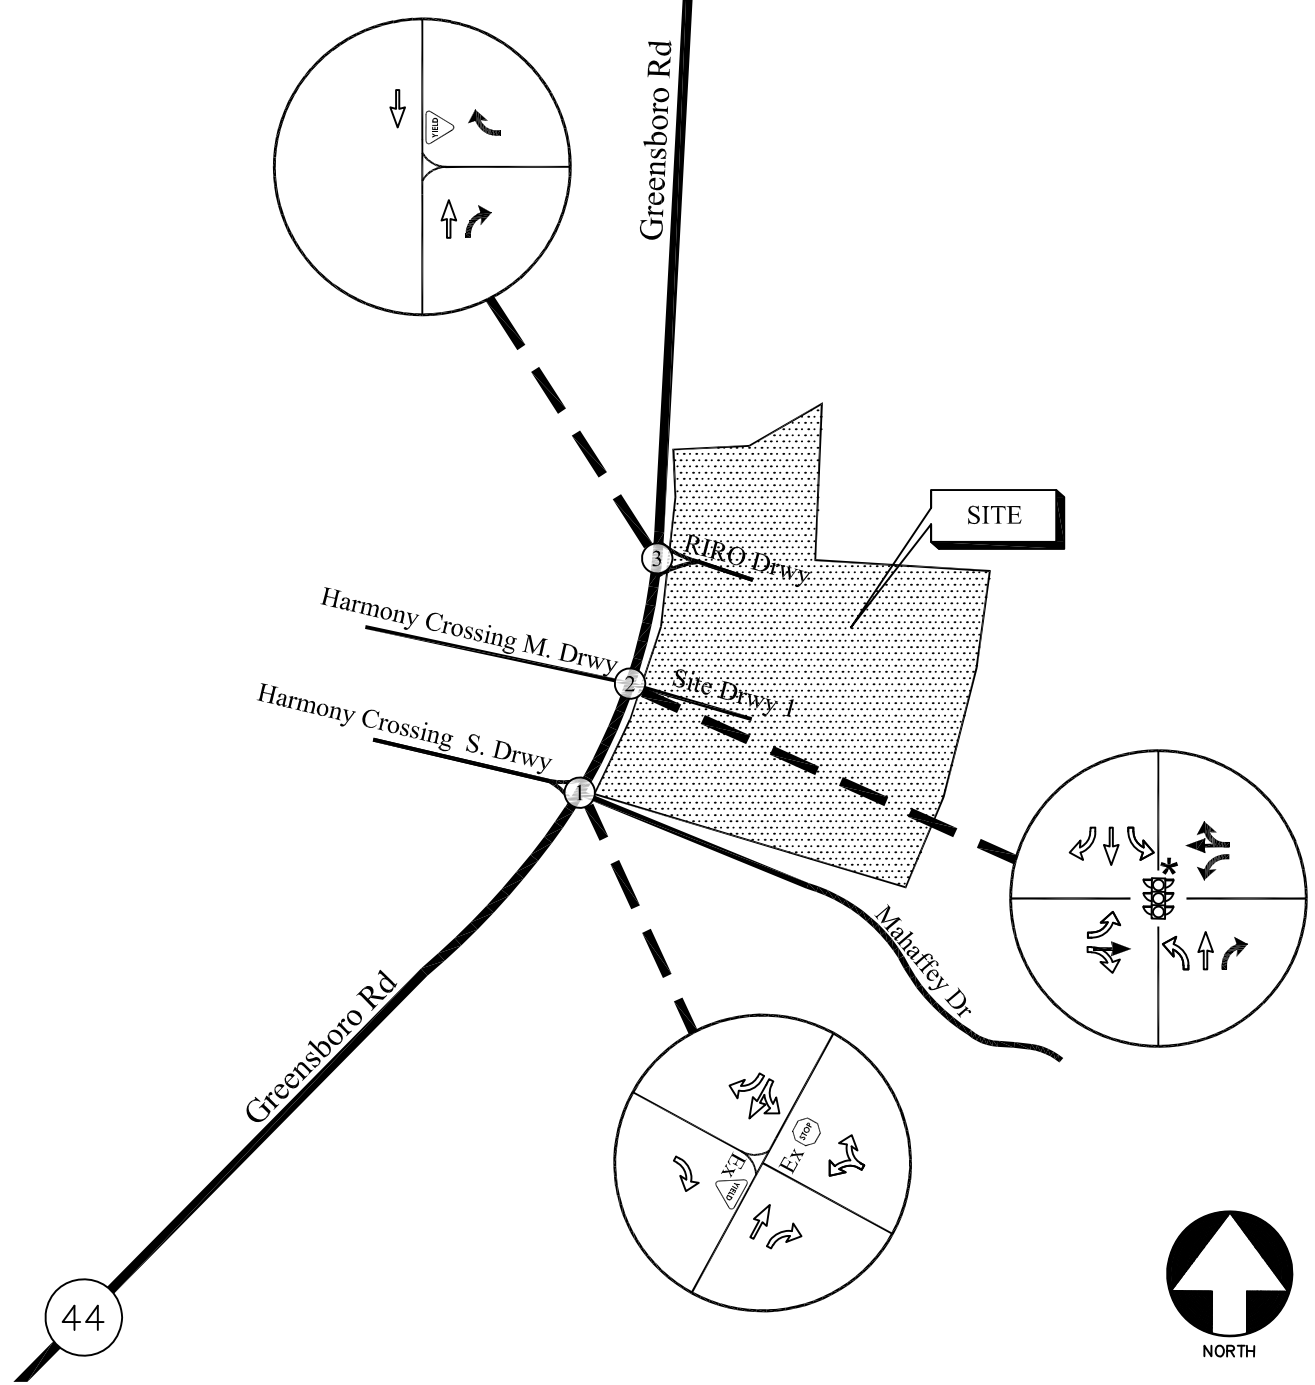 Greensboro Rd
YIELD
SITE
3
RIRO Drwy
Harmony Crossing M. Drwy
2
Site Drwy 1
Harmony Crossing S. Drwy
1
*
Mahaffey Dr
Greensboro Rd
STOP
Ex
Ex
YIELD
44
NORTH